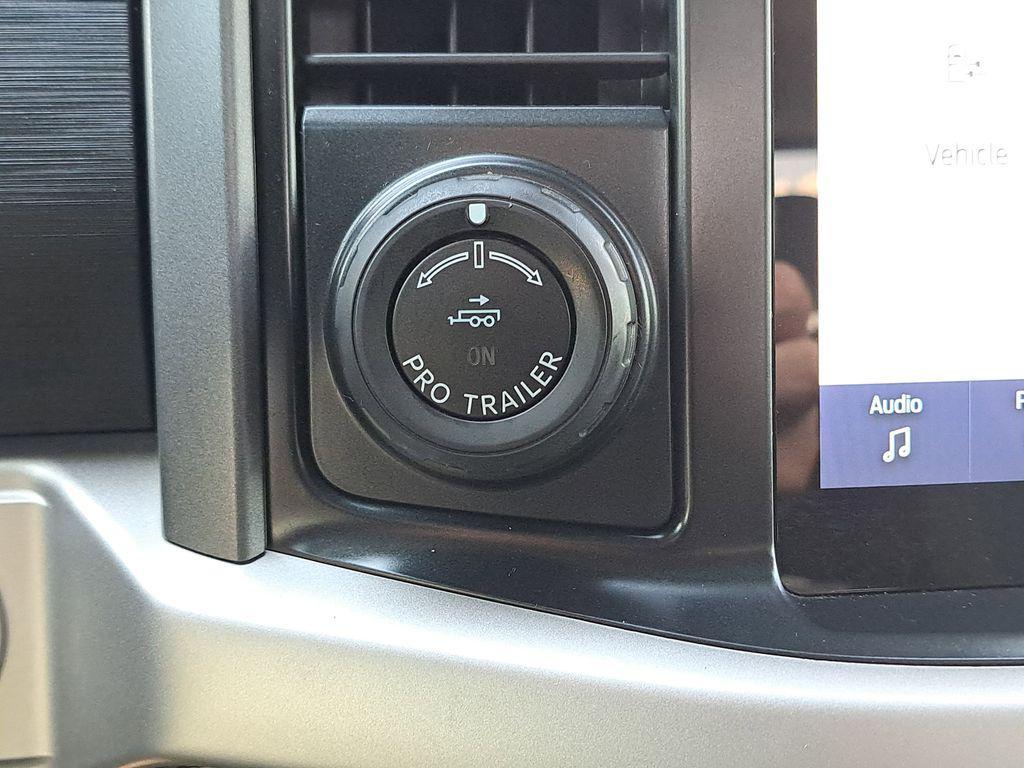 Vehicle
ON
PRO TRAILER
Audio